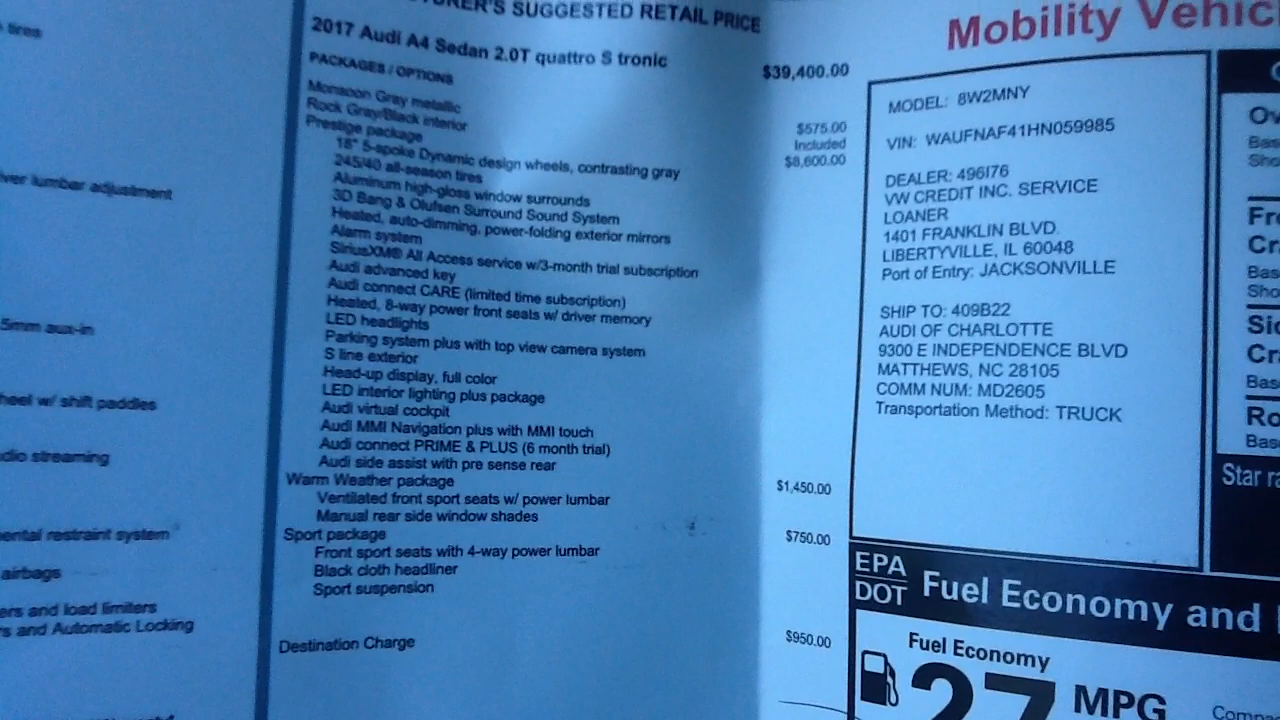 tires
lumbar adjustment
5mm aux-in
w/ shift paddles
streaming
restraint system
airbags
and load limiters
and Automatic Locking
SUGGESTED RETAIL PRICE
2017 Audi A4 Sedan 2.0T quattro S tronic
$39,400.00
PACKAGES / OPTIONS
Monsoon Gray metallic
$575.00
Rock Gray/Black interior
Included
Prestige package
$8,600.00
18" 5-spoke Dynamic design wheels, contrasting gray
245/40 all-season tires
Aluminum high-gloss window surrounds
3D Bang & Olufsen Surround Sound System
Heated, auto-dimming, power-folding exterior mirrors
Alarm system
SiriusXM® All Access service w/3-month trial subscription
Audi advanced key
Audi connect CARE (limited time subscription)
Heated, 8-way power front seats w/ driver memory
LED headlights
Parking system plus with top view camera system
S line exterior
Head-up display, full color
LED interior lighting plus package
Audi virtual cockpit
Audi MMI Navigation plus with MMI touch
Audi connect PRIME & PLUS (6 month trial)
Audi side assist with pre sense rear
Warm Weather package
$1,450.00
Ventilated front sport seats w/ power lumbar
Manual rear side window shades
Sport package
$750.00
Front sport seats with 4-way power lumbar
Black cloth headliner
Sport suspension
Destination Charge
$950.00
Mobility Vehic
MODEL: 8W2MNY
VIN: WAUFNAF41HN059985
DEALER: 496I76
VW CREDIT INC. SERVICE
LOANER
1401 FRANKLIN BLVD.
LIBERTYVILLE, IL 60048
Port of Entry: JACKSONVILLE
SHIP TO: 409B22
AUDI OF CHARLOTTE
9300 E INDEPENDENCE BLVD
MATTHEWS, NC 28105
COMM NUM: MD2605
Transportation Method: TRUCK
Ov
Bas
Sho
Fr
Cr
Bas
Sho
Si
Cr
Bas
Ro
Bas
Star ra
EPA
DOT
Fuel Economy and
Fuel Economy
27 MPG